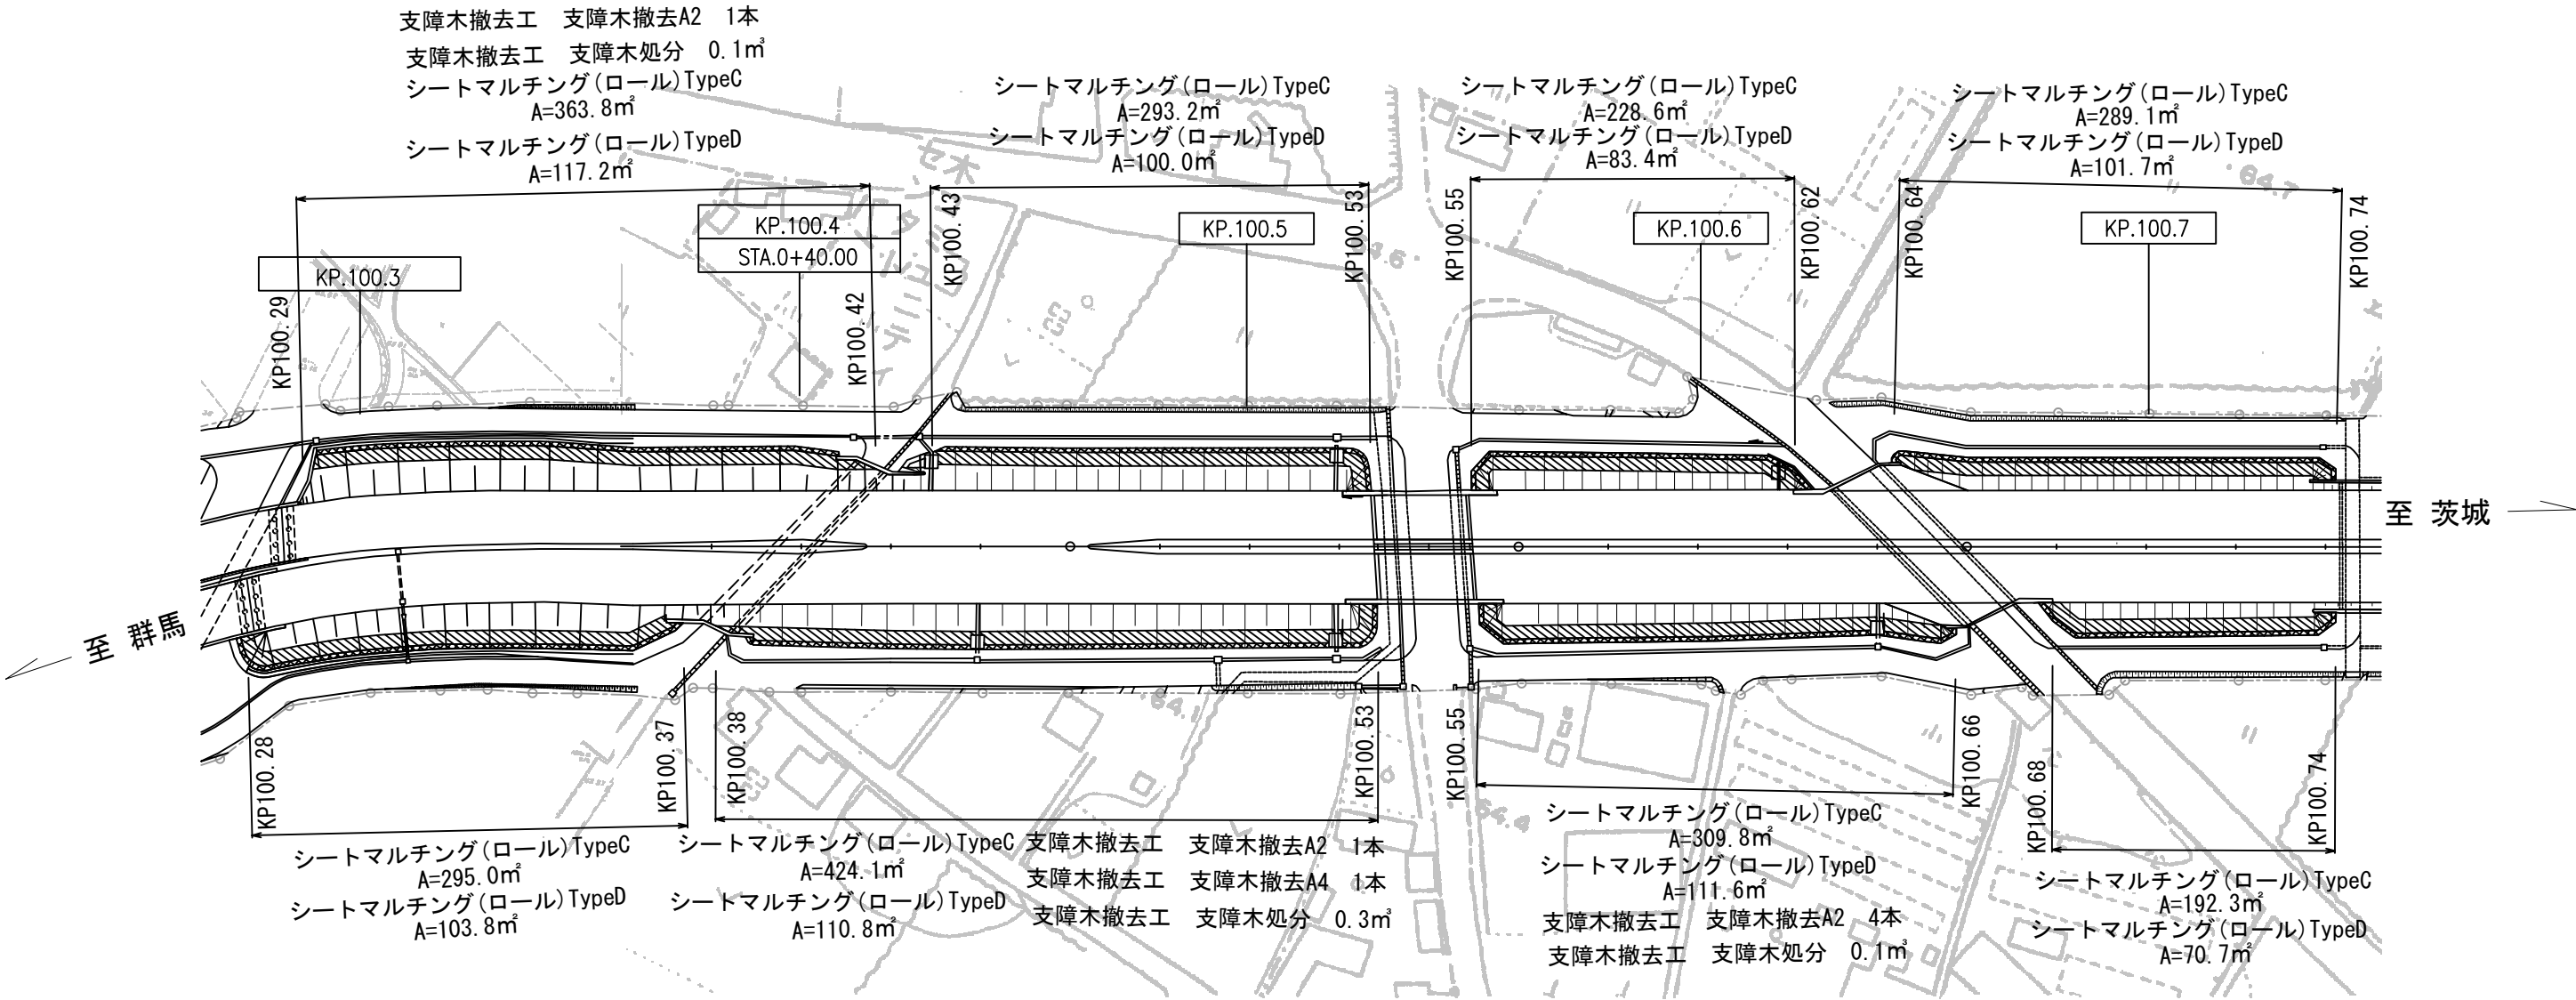 支障木撤去工　支障木撤去A2　1本
支障木撤去工　支障木処分　0.1㎥
シートマルチング(ロール)TypeC
A=363.8㎡
シートマルチング(ロール)TypeD
A=117.2㎡
シートマルチング(ロール)TypeC
A=293.2㎡
シートマルチング(ロール)TypeD
A=100.0㎡
シートマルチング(ロール)TypeC
A=228.6㎡
シートマルチング(ロール)TypeD
A=83.4㎡
シートマルチング(ロール)TypeC
A=289.1㎡
シートマルチング(ロール)TypeD
A=101.7㎡
KP.100.3
KP.100.4
STA.0+40.00
KP.100.5
KP.100.6
KP.100.7
KP100.29
KP100.42
KP100.43
KP100.53
KP100.55
KP100.62
KP100.64
KP100.74
64.6
64.7
至 群馬
至 茨城
KP100.28
KP100.37
KP100.38
KP100.53
KP100.55
KP100.66
KP100.68
KP100.74
64.1
64.4
シートマルチング(ロール)TypeC
A=295.0㎡
シートマルチング(ロール)TypeD
A=103.8㎡
シートマルチング(ロール)TypeC
A=424.1㎡
シートマルチング(ロール)TypeD
A=110.8㎡
支障木撤去工　支障木撤去A2　1本
支障木撤去工　支障木撤去A4　1本
支障木撤去工　支障木処分　0.3㎥
シートマルチング(ロール)TypeC
A=309.8㎡
シートマルチング(ロール)TypeD
A=111.6㎡
支障木撤去工　支障木撤去A2　4本
支障木撤去工　支障木処分　0.1㎥
シートマルチング(ロール)TypeC
A=192.3㎡
シートマルチング(ロール)TypeD
A=70.7㎡